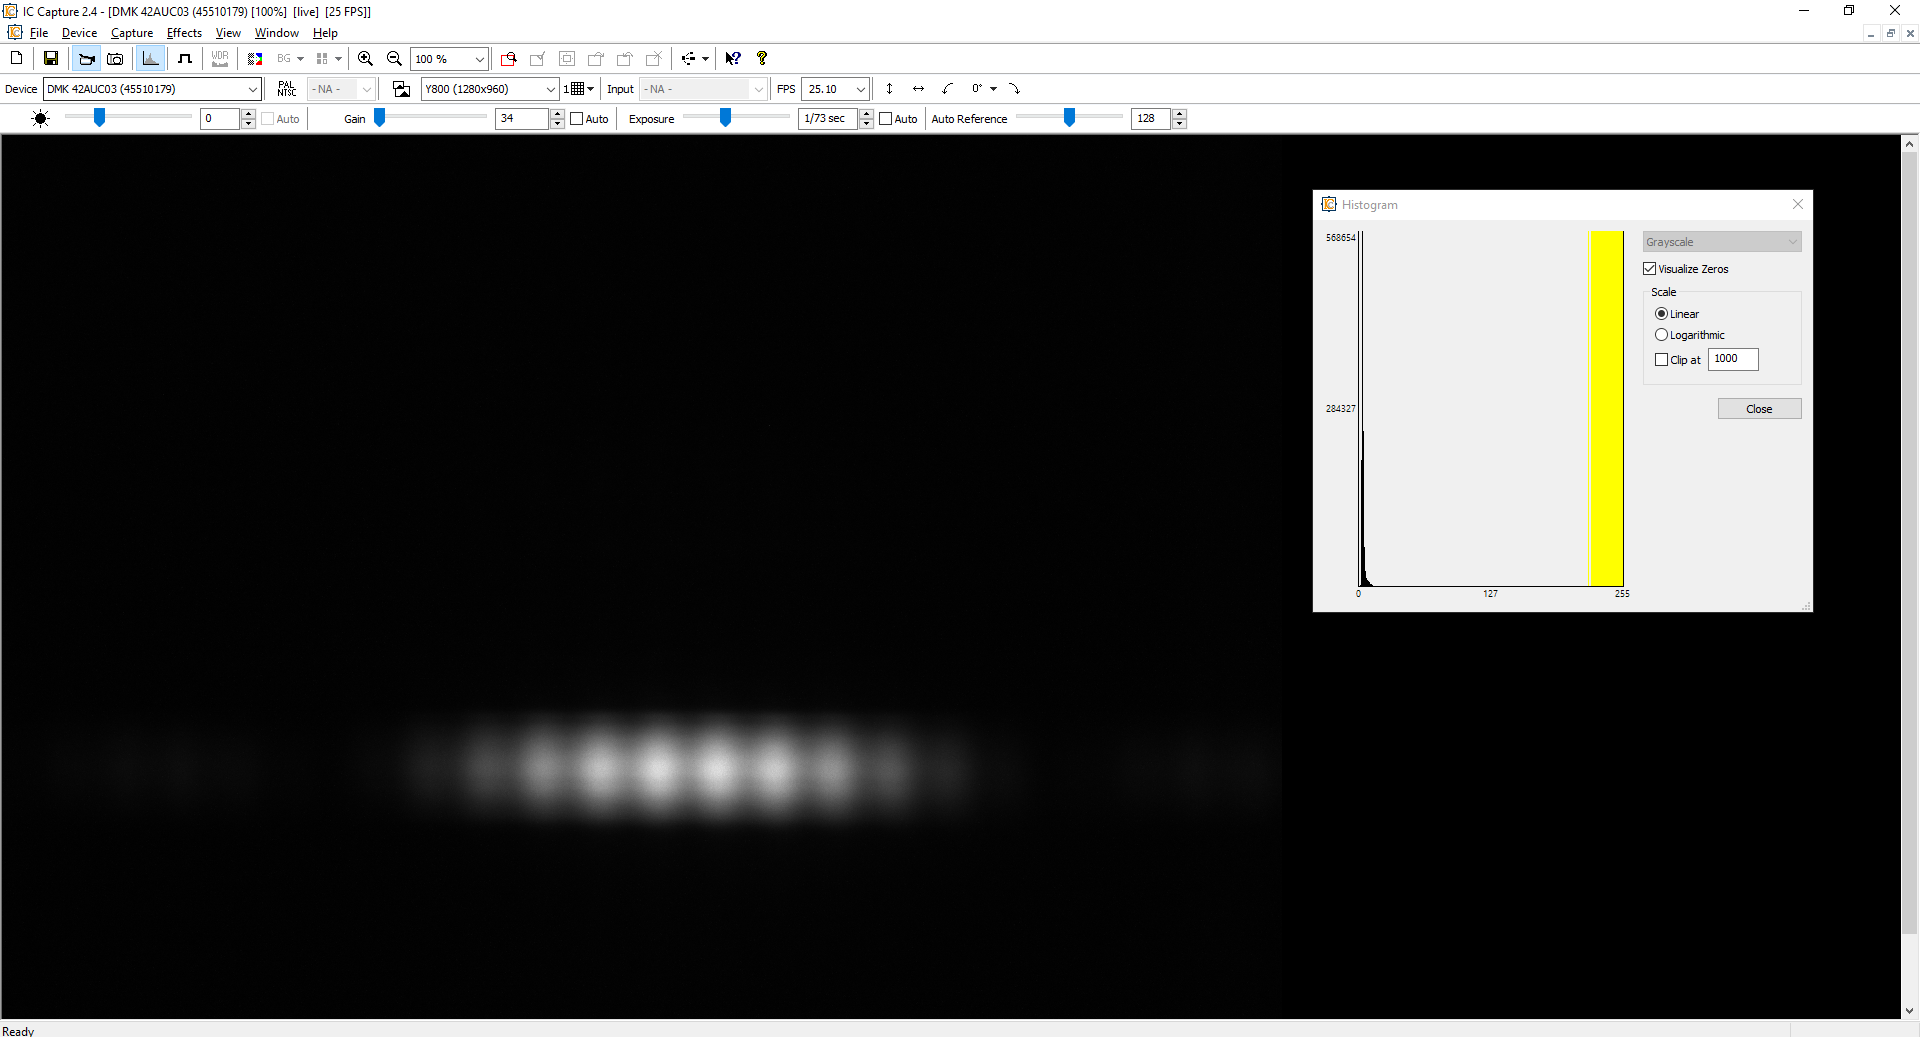 IC Capture 2.4 - [DMK 42AUC03 (45510179) [100%]  [live]  [25 FPS]]
File Device Capture Effects View Window Help
WDR BG 100 %
Device DMK 42AUC03 (45510179) PAL NTSC - NA - Y800 (1280x960) 1 Input - NA - FPS 25.10 0°
0 Auto Gain 34 Auto Exposure 1/73 sec Auto Auto Reference 128
Histogram
568654
284327
0 127 255
Grayscale
Visualize Zeros
Scale
Linear
Logarithmic
Clip at 1000
Close
Ready